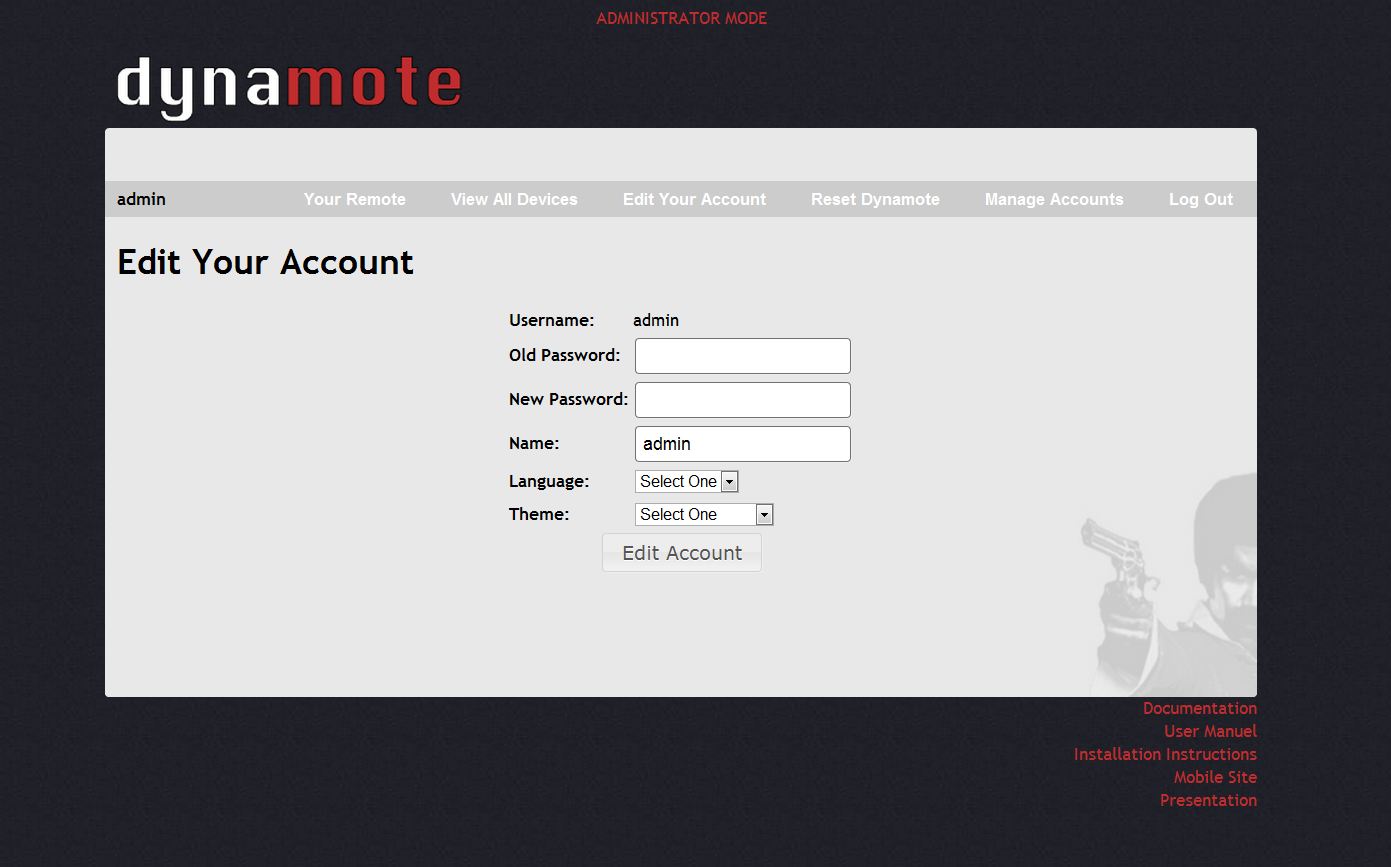 ADMINISTRATOR MODE
dynamote
admin Your Remote View All Devices Edit Your Account Reset Dynamote Manage Accounts Log Out
Edit Your Account
Username: admin
Old Password:
New Password:
Name: admin
Language: Select One
Theme: Select One
Edit Account
Documentation
User Manuel
Installation Instructions
Mobile Site
Presentation